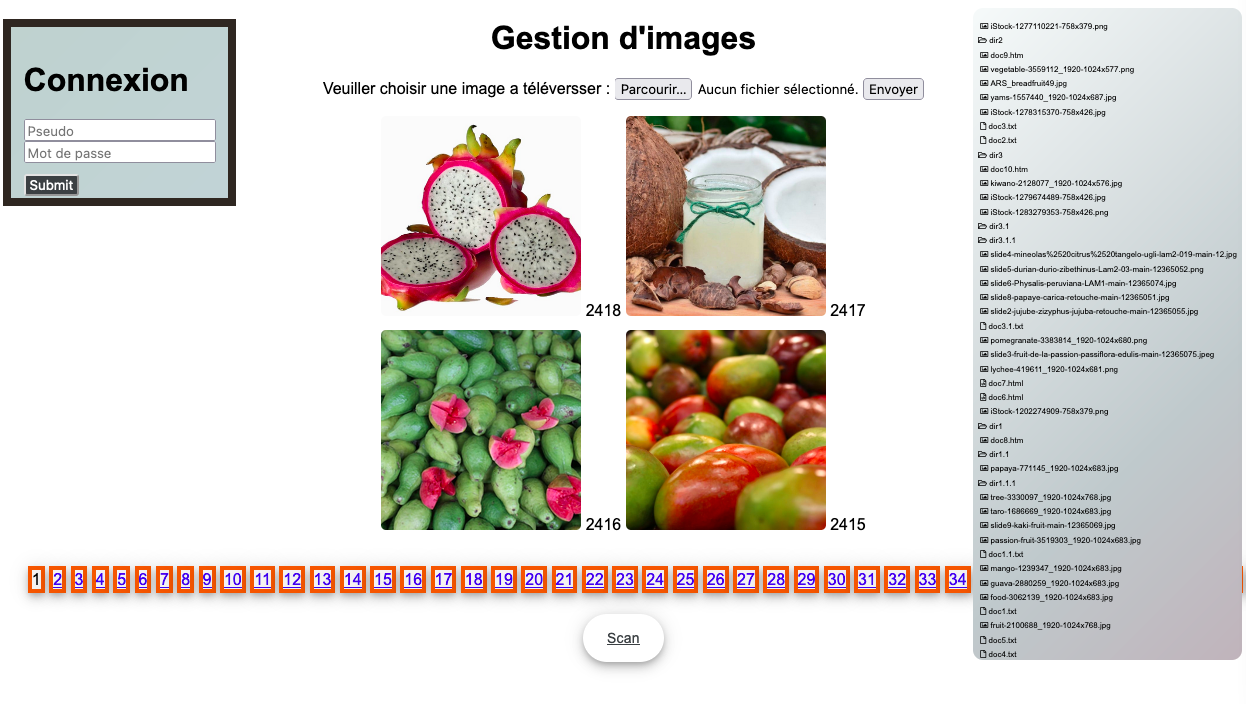 Connexion
Pseudo
Mot de passe
Submit
Gestion d'images
Veuiller choisir une image a téléversser : Parcourir... Aucun fichier sélectionné. Envoyer
2418
2417
2416
2415
1 2 3 4 5 6 7 8 9 10 11 12 13 14 15 16 17 18 19 20 21 22 23 24 25 26 27 28 29 30 31 32 33 34
Scan
iStock-1277110221-758x379.png
dir2
doc9.htm
vegetable-3559112_1920-1024x577.png
ARS_breadfruit49.jpg
yams-1557440_1920-1024x687.jpg
iStock-1278315370-758x426.jpg
doc3.txt
doc2.txt
dir3
doc10.htm
kiwano-2128077_1920-1024x576.jpg
iStock-1279674489-758x426.jpg
iStock-1283279353-758x426.png
dir3.1
dir3.1.1
slide4-mineolas%2520citrus%2520tangelo-ugli-lam2-019-main-12.jpg
slide5-durian-durio-zibethinus-Lam2-03-main-12365052.png
slide6-Physalis-peruviana-LAM1-main-12365074.jpg
slide8-papaye-carica-retouche-main-12365051.jpg
slide2-jujube-zizyphus-jujuba-retouche-main-12365055.jpg
doc3.1.txt
pomegranate-3383814_1920-1024x680.png
slide3-fruit-de-la-passion-passiflora-edulis-main-12365075.jpeg
lychee-419611_1920-1024x681.png
doc7.html
doc6.html
iStock-1202274909-758x379.png
dir1
doc8.htm
dir1.1
papaya-771145_1920-1024x683.jpg
dir1.1.1
tree-3330097_1920-1024x768.jpg
taro-1686669_1920-1024x683.jpg
slide9-kaki-fruit-main-12365069.jpg
passion-fruit-3519303_1920-1024x683.jpg
doc1.1.txt
mango-1239347_1920-1024x683.jpg
guava-2880259_1920-1024x683.jpg
food-3062139_1920-1024x683.jpg
doc1.txt
fruit-2100688_1920-1024x768.jpg
doc5.txt
doc4.txt